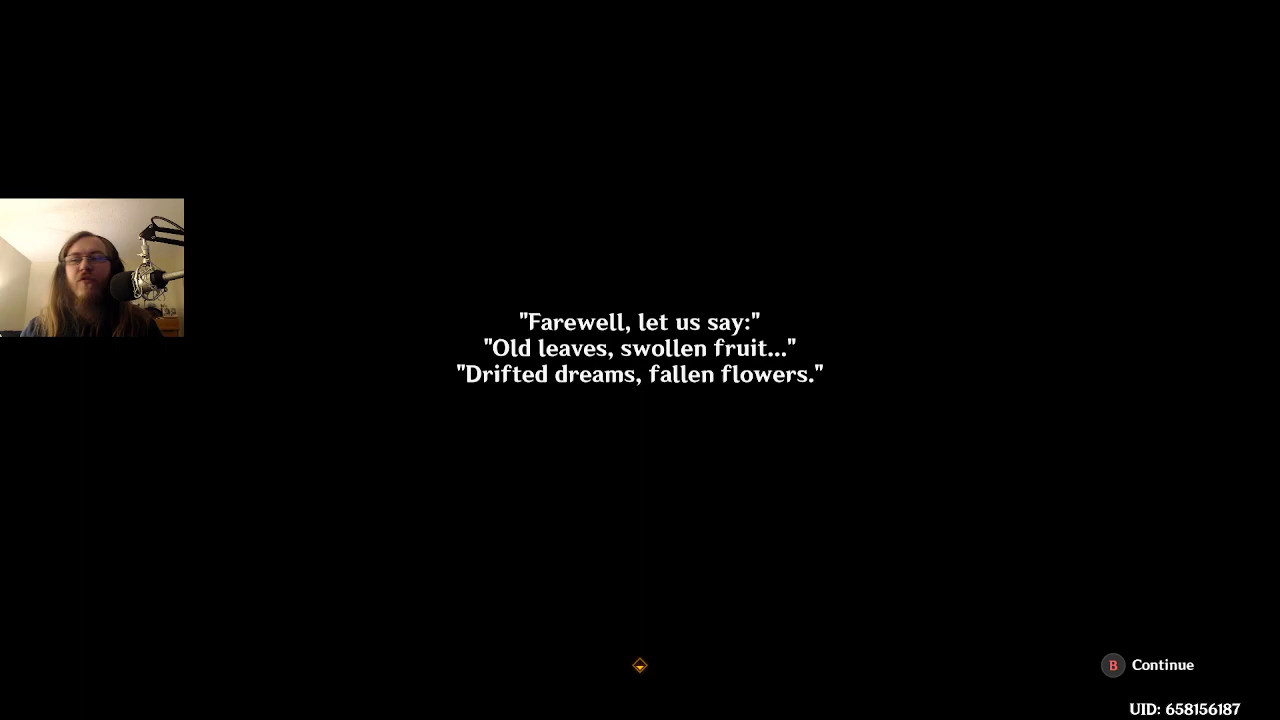 "Farewell, let us say:"
"Old leaves, swollen fruit..."
"Drifted dreams, fallen flowers."
B Continue
UID: 658156187